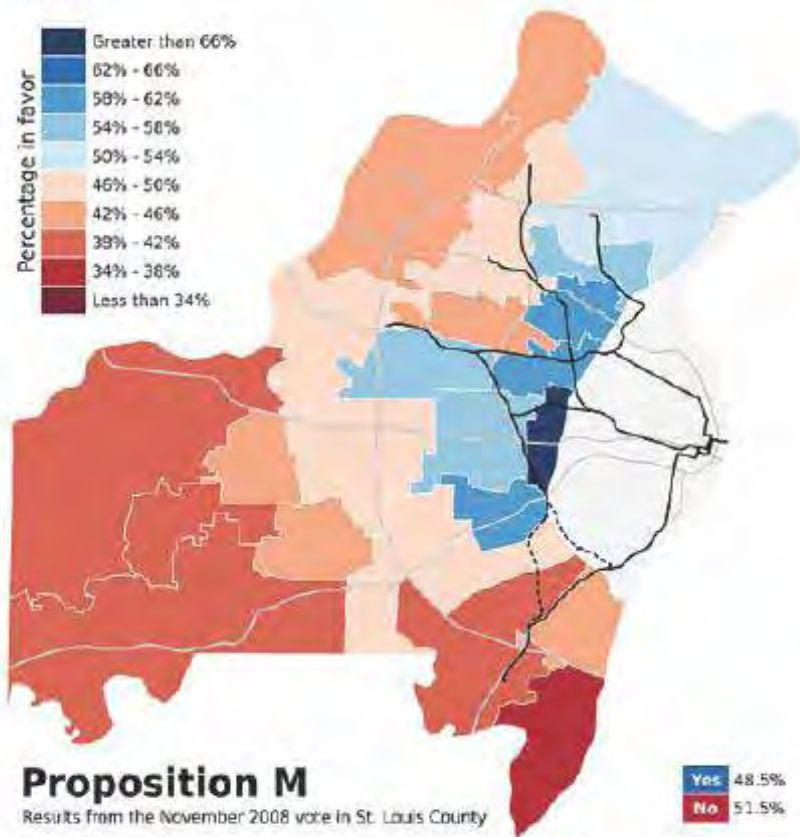 Percentage in favor
Greater than 66%
62% - 66%
58% - 62%
54% - 58%
50% - 54%
46% - 50%
42% - 46%
38% - 42%
34% - 38%
Less than 34%
Proposition M
Results from the November 2008 vote in St. Louis County
Yes 48.5%
No 51.5%